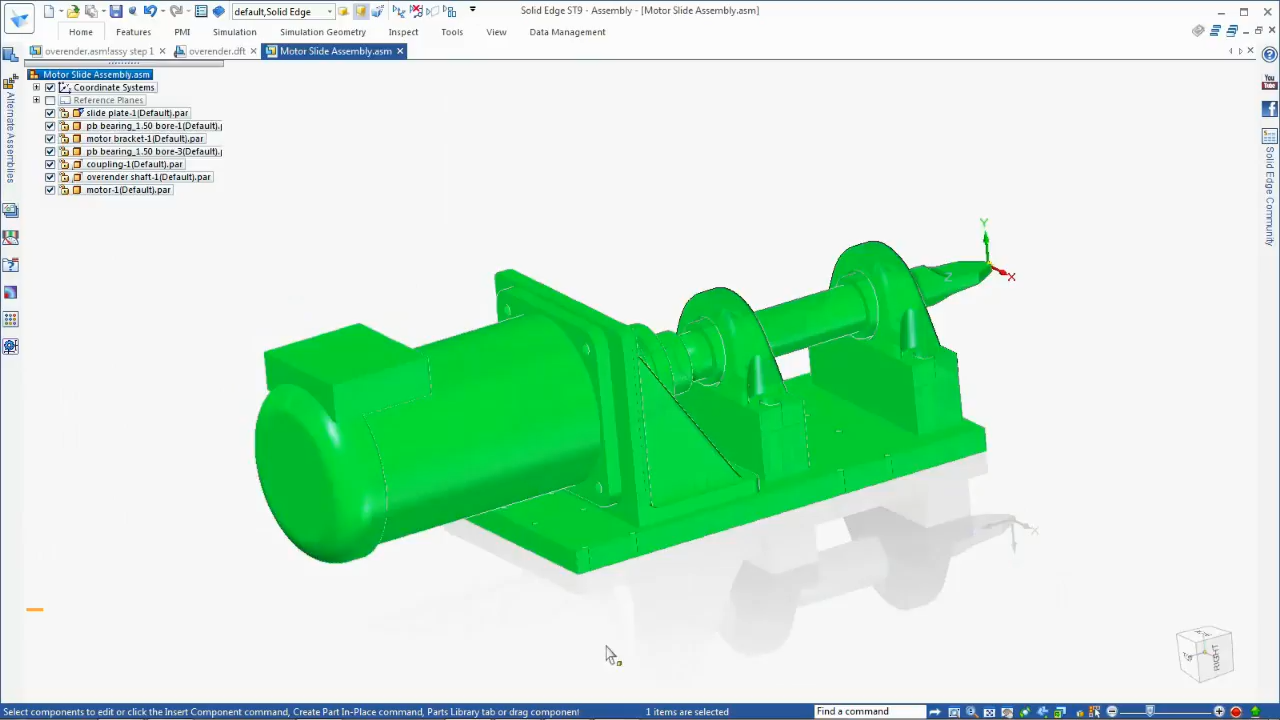 default,Solid Edge
Solid Edge ST9 - Assembly - [Motor Slide Assembly.asm]
Home
Features
PMI
Simulation
Simulation Geometry
Inspect
Tools
View
Data Management
overender.asm!assy step 1
overender.dft
Motor Slide Assembly.asm
Motor Slide Assembly.asm
Coordinate Systems
Reference Planes
slide plate-1(Default).par
pb bearing_1.50 bore-1(Default).
motor bracket-1(Default).par
pb bearing_1.50 bore-3(Default).
coupling-1(Default).par
overender shaft-1(Default).par
motor-1(Default).par
Alternate Assemblies
You
Tube
Solid Edge Community
Y
X
Z
RIGHT
Select components to edit or click the Insert Component command, Create Part In-Place command, Parts Library tab or drag component
1 items are selected
Find a command